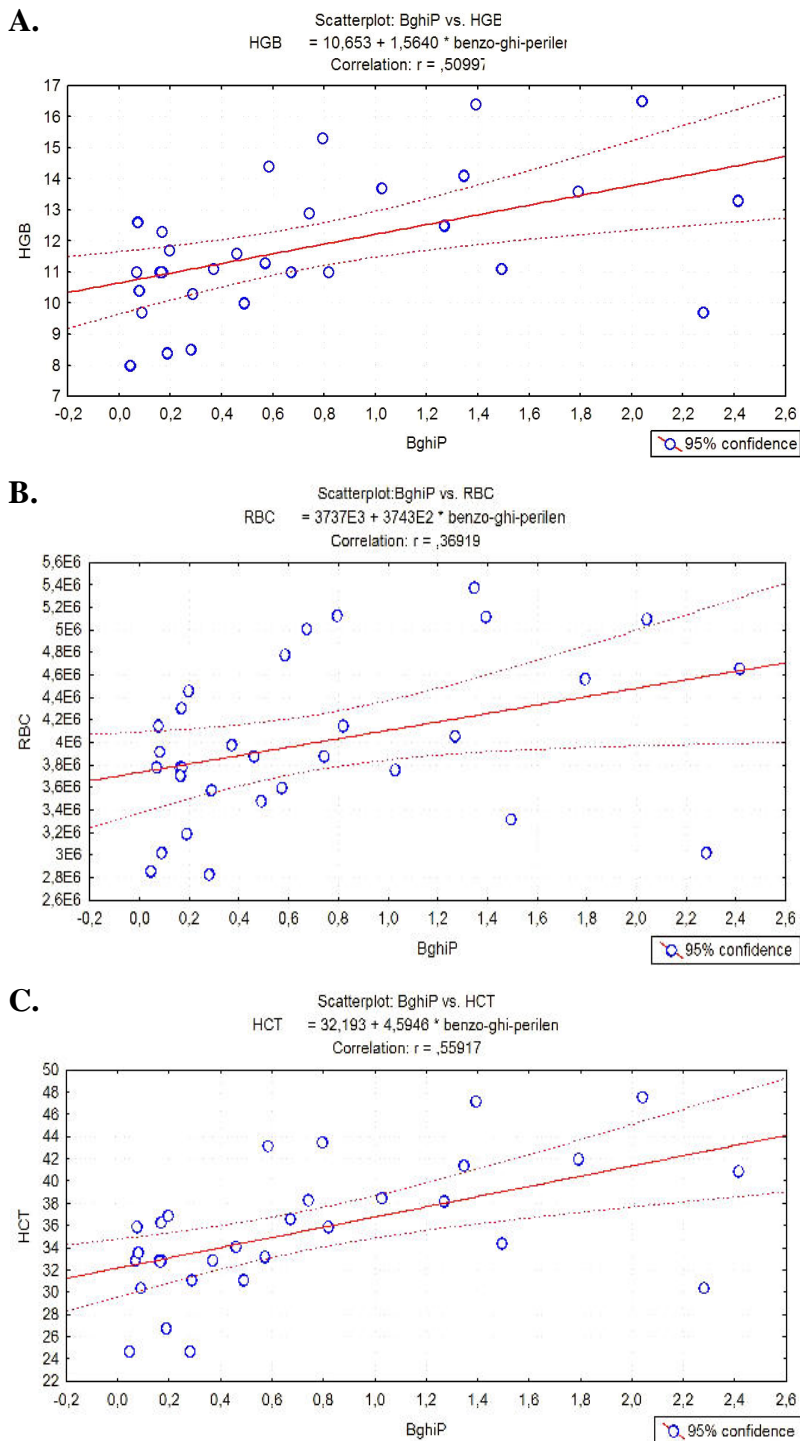 A.
Scatterplot: BghiP vs. HGB
HGB = 10,653 + 1,5640 * benzo-ghi-perilen
Correlation: r = ,50997
17
16
15
14
13
12
11
10
9
8
7
HGB
-0,2 0,0 0,2 0,4 0,6 0,8 1,0 1,2 1,4 1,6 1,8 2,0 2,2 2,4 2,6
BghiP
95% confidence
B.
Scatterplot:BghiP vs. RBC
RBC = 3737E3 + 3743E2 * benzo-ghi-perilen
Correlation: r = ,36919
5,6E6
5,4E6
5,2E6
5E6
4,8E6
4,6E6
4,4E6
4,2E6
4E6
3,8E6
3,6E6
3,4E6
3,2E6
3E6
2,8E6
2,6E6
RBC
-0,2 0,0 0,2 0,4 0,6 0,8 1,0 1,2 1,4 1,6 1,8 2,0 2,2 2,4 2,6
BghiP
95% confidence
C.
Scatterplot: BghiP vs. HCT
HCT = 32,193 + 4,5946 * benzo-ghi-perilen
Correlation: r = ,55917
50
48
46
44
42
40
38
36
34
32
30
28
26
24
22
HCT
-0,2 0,0 0,2 0,4 0,6 0,8 1,0 1,2 1,4 1,6 1,8 2,0 2,2 2,4 2,6
BghiP
95% confidence